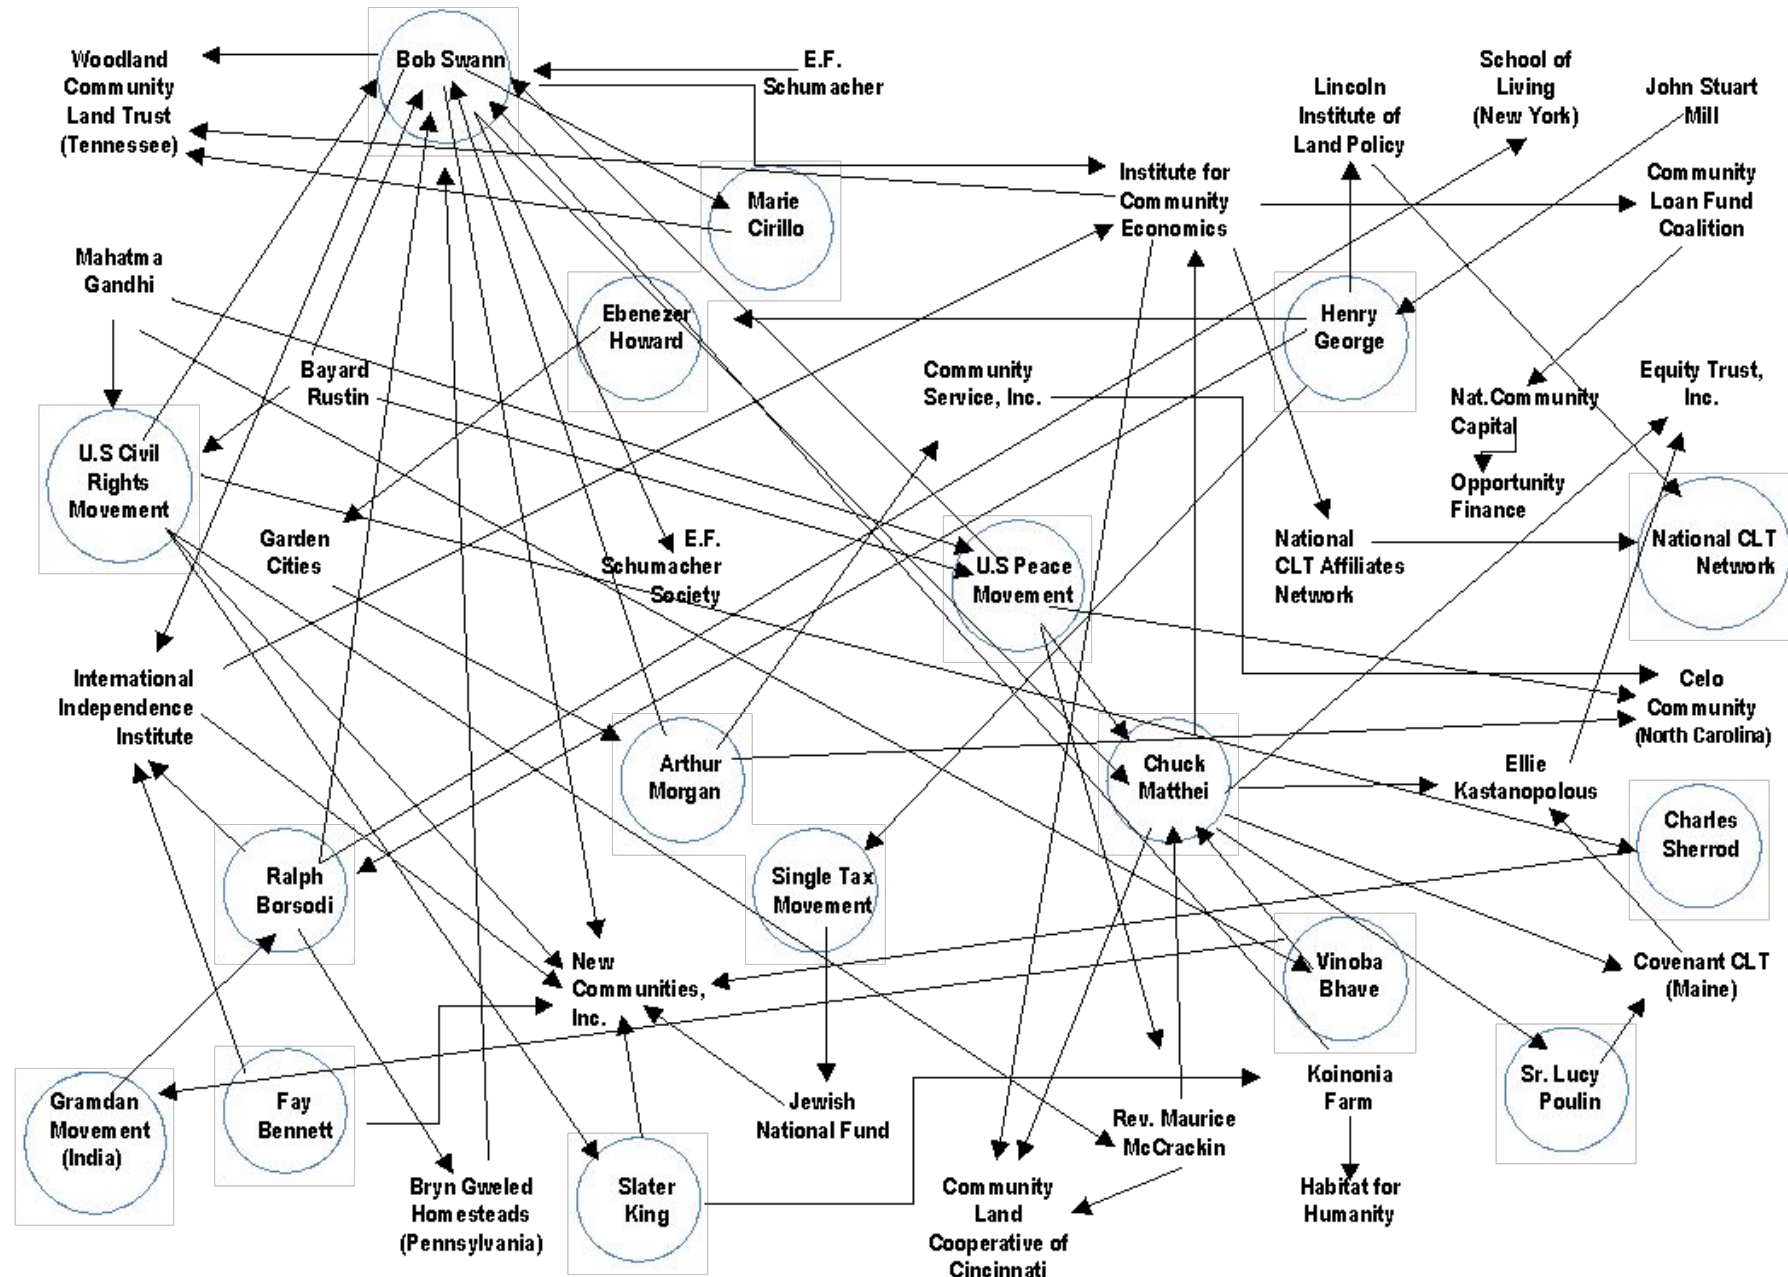 Woodland
Community
Land Trust
(Tennessee)
Bob Swann
E.F.
Schumacher
Lincoln
Institute of
Land Policy
School of
Living
(New York)
John Stuart
Mill
Marie
Cirillo
Institute for
Community
Economics
Community
Loan Fund
Coalition
Mahatma
Gandhi
Ebenezer
Howard
Henry
George
Bayard
Rustin
Community
Service, Inc.
Nat.Community
Capital
Equity Trust,
Inc.
U.S Civil
Rights
Movement
Opportunity
Finance
Garden
Cities
E.F.
Schumacher
Society
U.S Peace
Movement
National
CLT Affiliates
Network
National CLT
Network
International
Independence
Institute
Celo
Community
(North Carolina)
Arthur
Morgan
Chuck
Matthei
Ellie
Kastanopolous
Charles
Sherrod
Ralph
Borsodi
Single Tax
Movement
New
Communities,
Inc.
Vinoba
Bhave
Covenant CLT
(Maine)
Gramdan
Movement
(India)
Fay
Bennett
Jewish
National Fund
Rev. Maurice
McCrackin
Koinonia
Farm
Sr. Lucy
Poulin
Bryn Gweled
Homesteads
(Pennsylvania)
Slater
King
Community
Land
Cooperative of
Cincinnati
Habitat for
Humanity